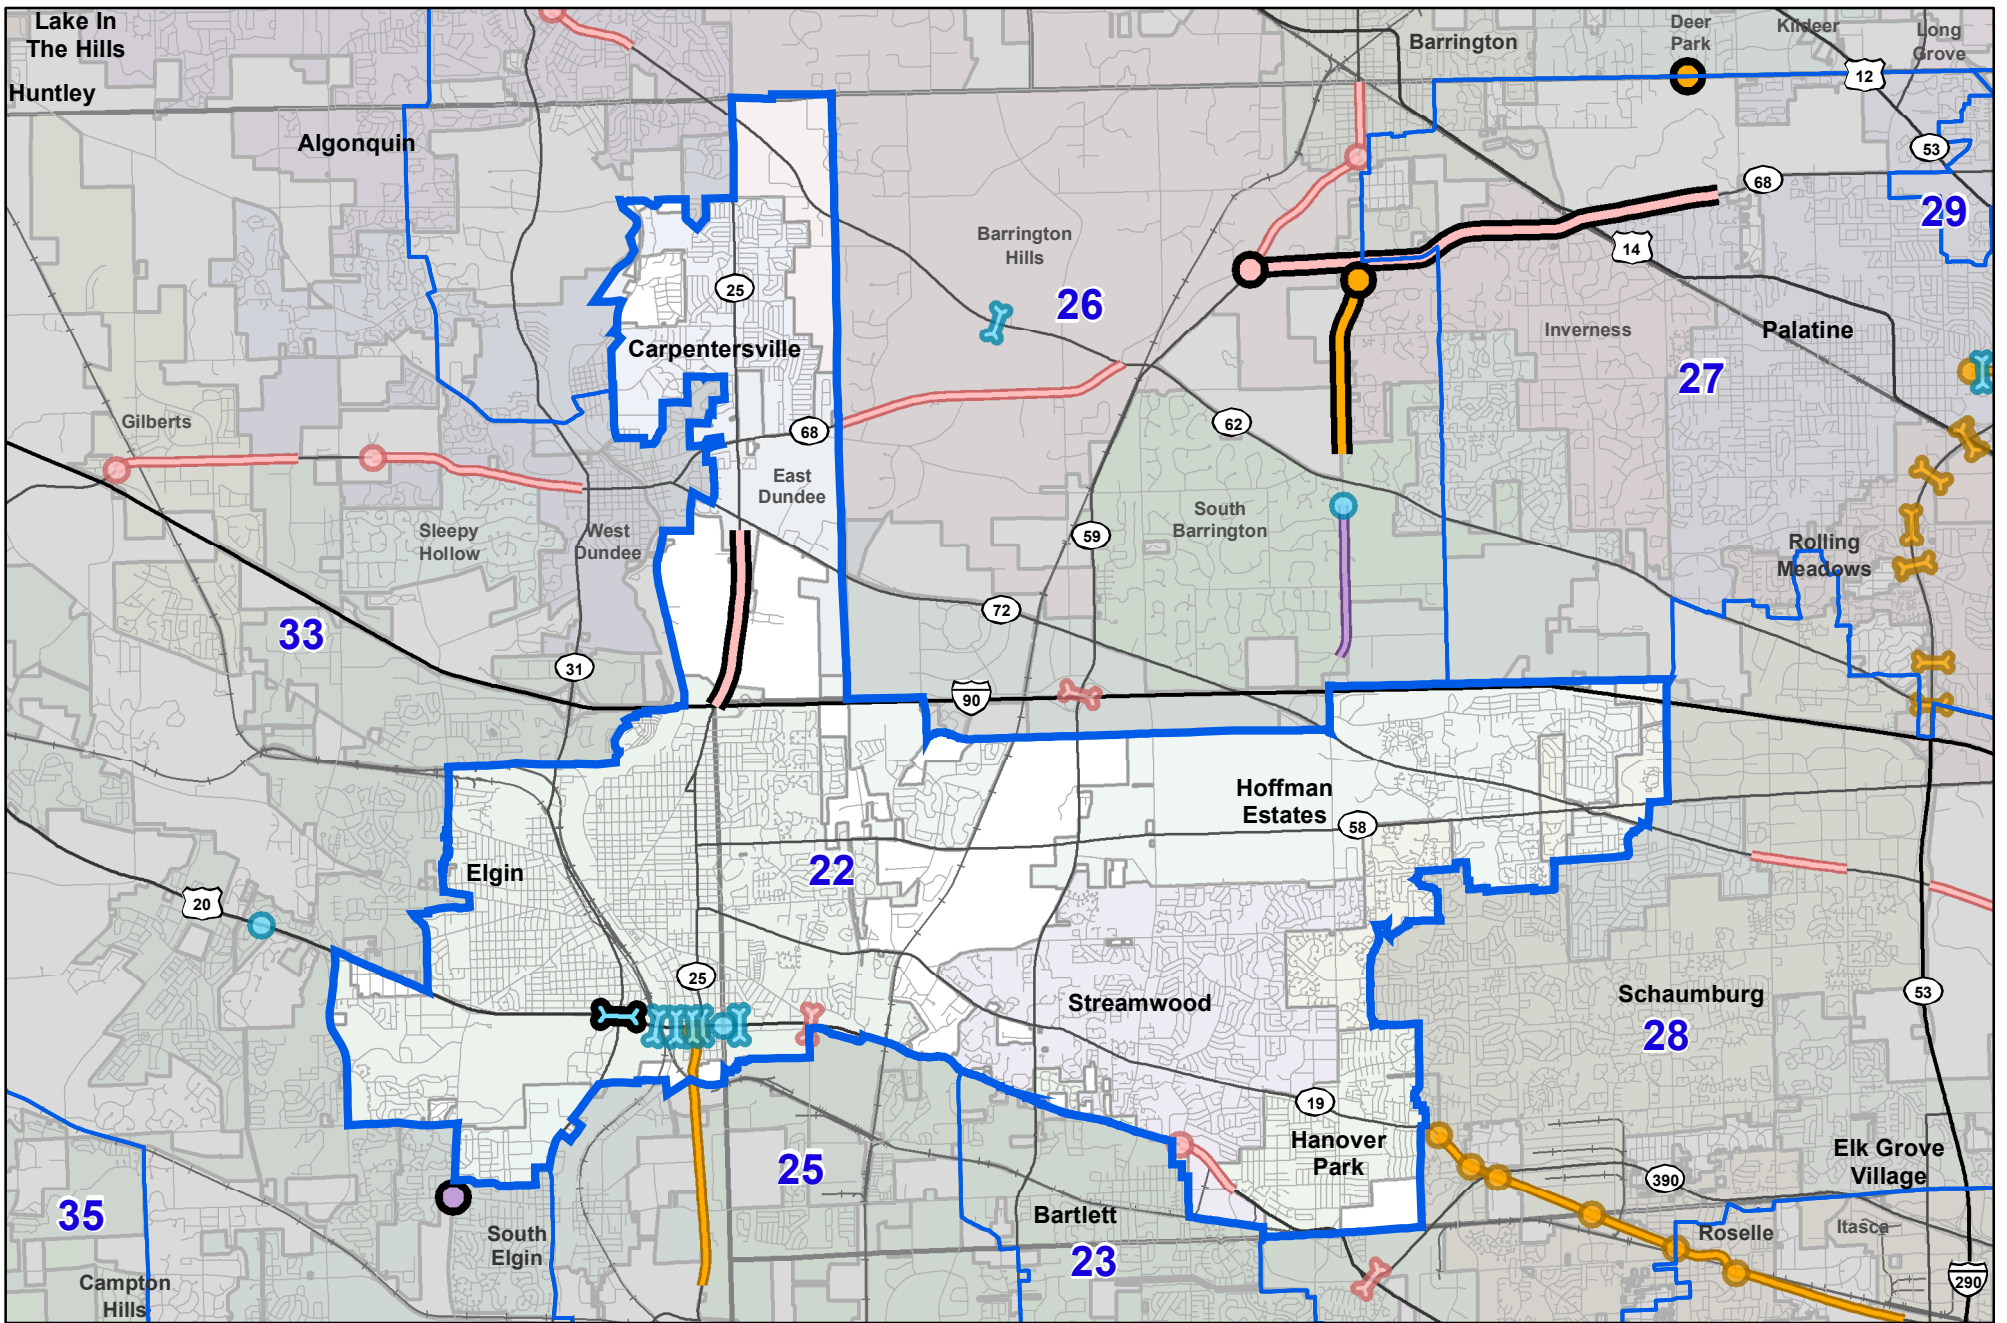 Lake In
The Hills
Huntley
Algonquin
Barrington
Deer
Park
Kildeer
Long
Grove
12
53
68
29
14
Barrington
Hills
26
25
Carpentersville
Inverness
Palatine
27
Gilberts
68
62
East
Dundee
Sleepy
Hollow
West
Dundee
South
Barrington
59
Rolling
Meadows
72
33
31
90
Hoffman
Estates
58
Elgin
22
20
25
Streamwood
Schaumburg
28
53
19
Hanover
Park
Elk Grove
Village
390
25
35
Bartlett
23
South
Elgin
Roselle
Itasca
Campton
Hills
290